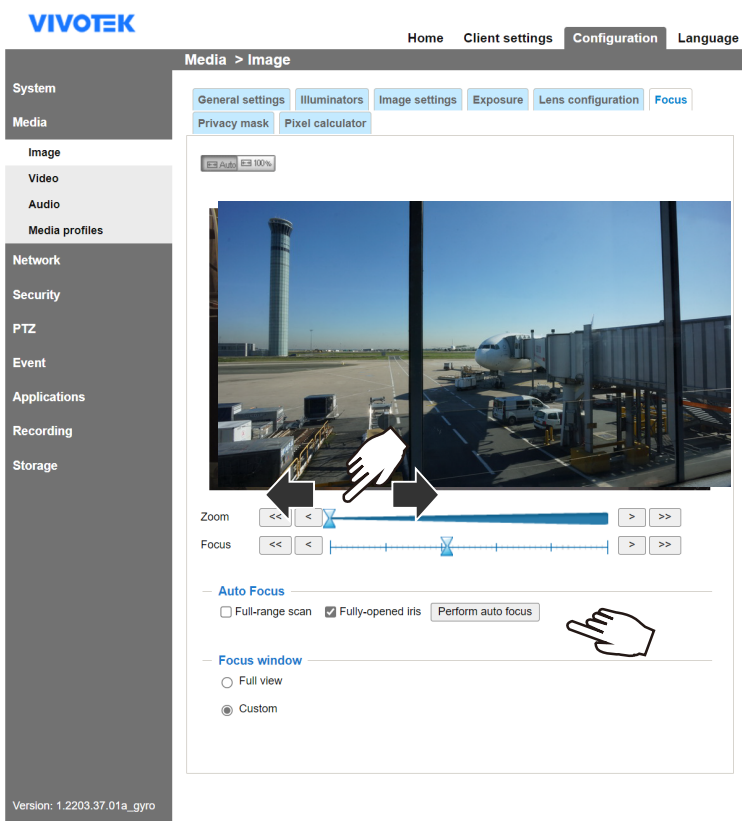 VIVOTEK
Home Client settings Configuration Language
Media > Image
System
Media
Image
Video
Audio
Media profiles
Network
Security
PTZ
Event
Applications
Recording
Storage
Version: 1.2203.37.01a_gyro
General settings Illuminators Image settings Exposure Lens configuration Focus
Privacy mask Pixel calculator
Auto 100%
Zoom << < > >>
Focus << < > >>
Auto Focus
Full-range scan Fully-opened iris Perform auto focus
Focus window
Full view
Custom